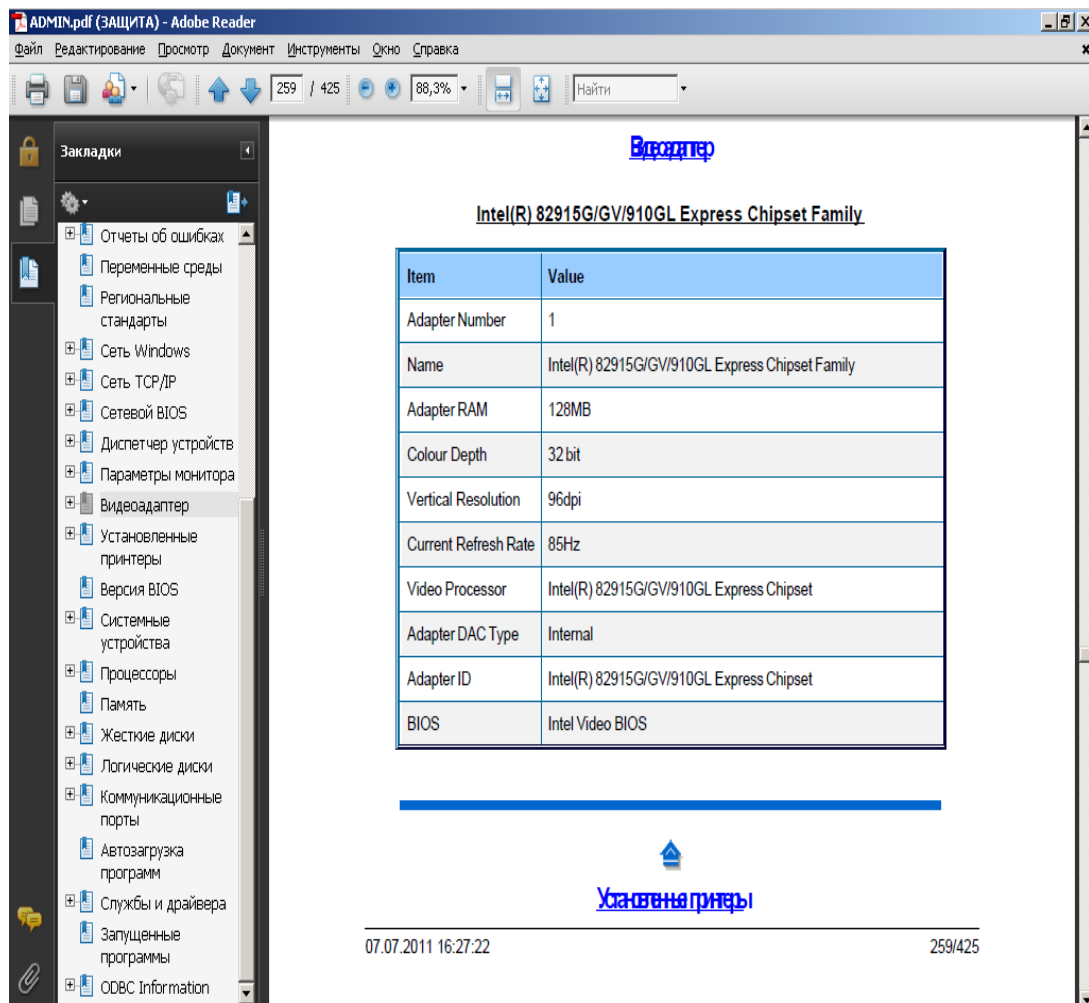 ADMIN.pdf (ЗАЩИТА) - Adobe Reader
Файл Редактирование Просмотр Документ Инструменты Окно Справка
259 / 425 88,3% Найти
Закладки
Отчеты об ошибках
Переменные среды
Региональные
стандарты
Сеть Windows
Сеть TCP/IP
Сетевой BIOS
Диспетчер устройств
Параметры монитора
Видеоадаптер
Установленные
принтеры
Версия BIOS
Системные
устройства
Процессоры
Память
Жесткие диски
Логические диски
Коммуникационные
порты
Автозагрузка
программ
Службы и драйвера
Запущенные
программы
ODBC Information
Видеоадаптер
Intel(R) 82915G/GV/910GL Express Chipset Family
Item Value
Adapter Number 1
Name Intel(R) 82915G/GV/910GL Express Chipset Family
Adapter RAM 128MB
Colour Depth 32 bit
Vertical Resolution 96dpi
Current Refresh Rate 85Hz
Video Processor Intel(R) 82915G/GV/910GL Express Chipset
Adapter DAC Type Internal
Adapter ID Intel(R) 82915G/GV/910GL Express Chipset
BIOS Intel Video BIOS
Установленные принтеры
07.07.2011 16:27:22 259/425